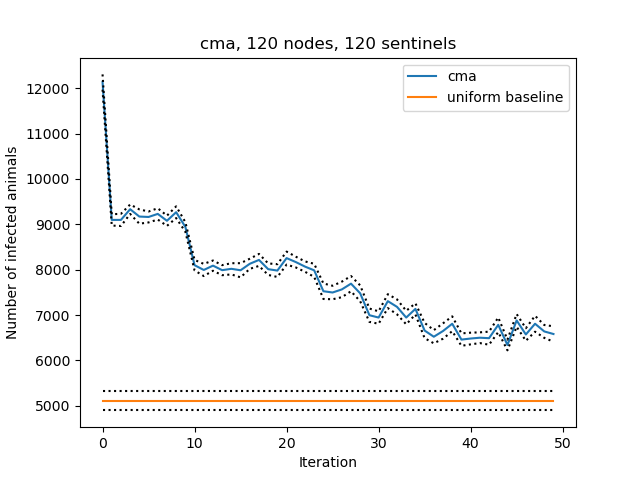 cma, 120 nodes, 120 sentinels
cma
uniform baseline
Number of infected animals
12000
11000
10000
9000
8000
7000
6000
5000
0 10 20 30 40 50
Iteration